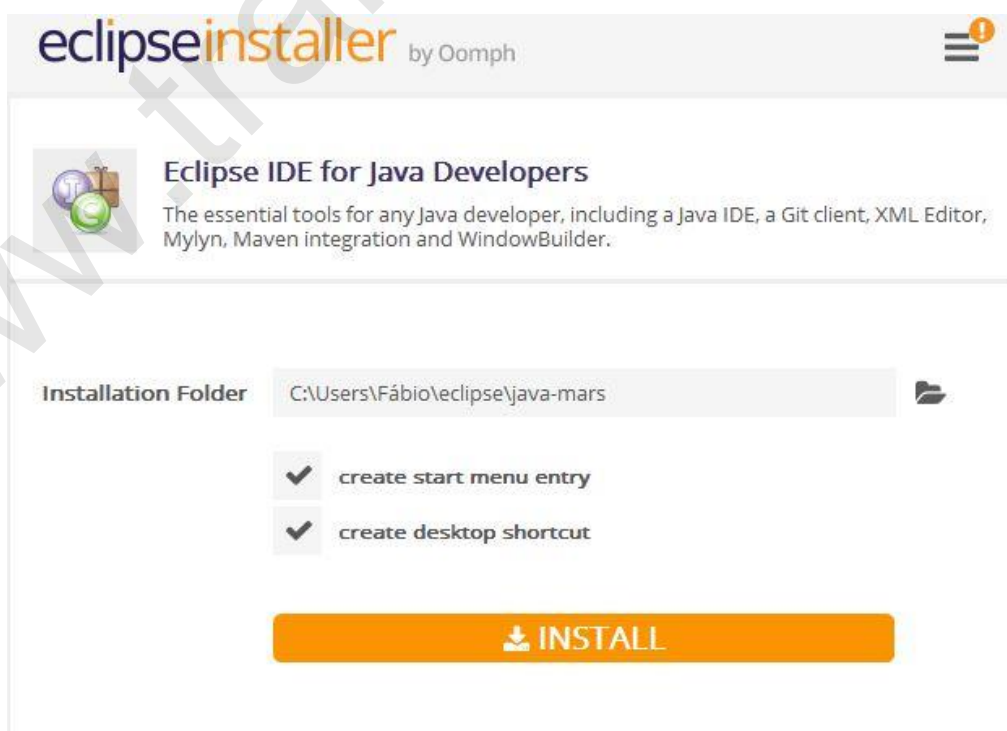 eclipseinstaller by Oomph
Eclipse IDE for Java Developers
The essential tools for any Java developer, including a Java IDE, a Git client, XML Editor,
Mylyn, Maven integration and WindowBuilder.
Installation Folder C:\Users\Fábio\eclipse\java-mars
create start menu entry
create desktop shortcut
INSTALL